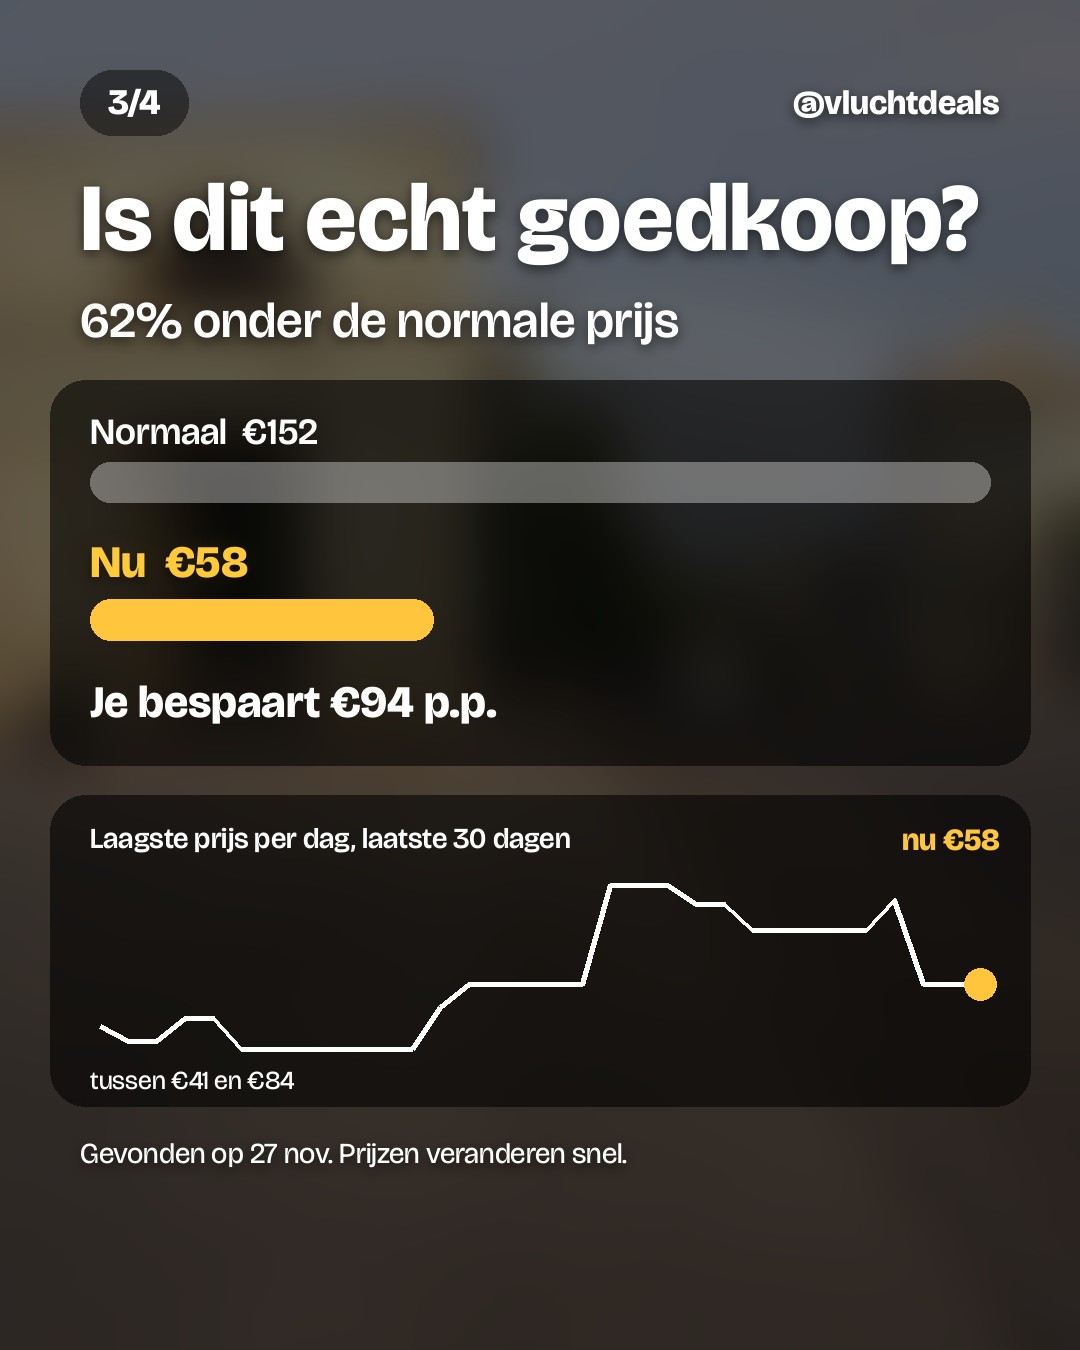 3/4
@vluchtdeals
Is dit echt goedkoop?
62% onder de normale prijs
Normaal €152
Nu €58
Je bespaart €94 p.p.
Laagste prijs per dag, laatste 30 dagen
nu €58
tussen €41 en €84
Gevonden op 27 nov. Prijzen veranderen snel.